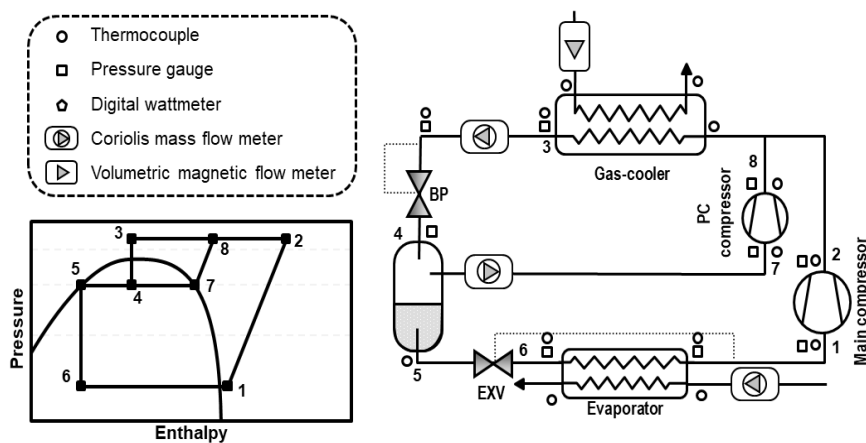 Thermocouple
Pressure gauge
Digital wattmeter
Coriolis mass flow meter
Volumetric magnetic flow meter
3
Gas-cooler
8
BP
PC
compressor
4
7
2
Main compressor
1
6
5
EXV
Evaporator
3
8
2
5
4
7
6
1
Pressure
Enthalpy